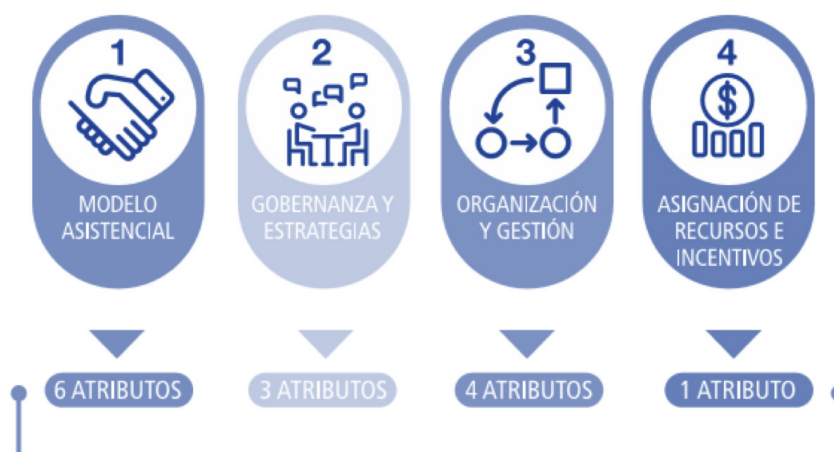 1
MODELO
ASISTENCIAL
6 ATRIBUTOS
2
GOBERNANZA Y
ESTRATEGIAS
3 ATRIBUTOS
3
ORGANIZACIÓN
Y GESTIÓN
4 ATRIBUTOS
4
$
ASIGNACIÓN DE
RECURSOS E
INCENTIVOS
1 ATRIBUTO